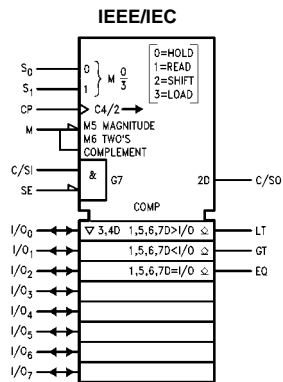 IEEE/IEC
S0 0 } M 0/3 [0=HOLD
S1 1 1=READ
2=SHIFT
3=LOAD]
CP C4/2
M M5 MAGNITUDE
M6 TWO'S
COMPLEMENT
C/SI & G7 2D C/SO
SE
COMP
I/O0 ▽ 3,4D 1,5,6,7D>I/O LT
I/O1 1,5,6,7D<I/O GT
I/O2 1,5,6,7D=I/O EQ
I/O3
I/O4
I/O5
I/O6
I/O7